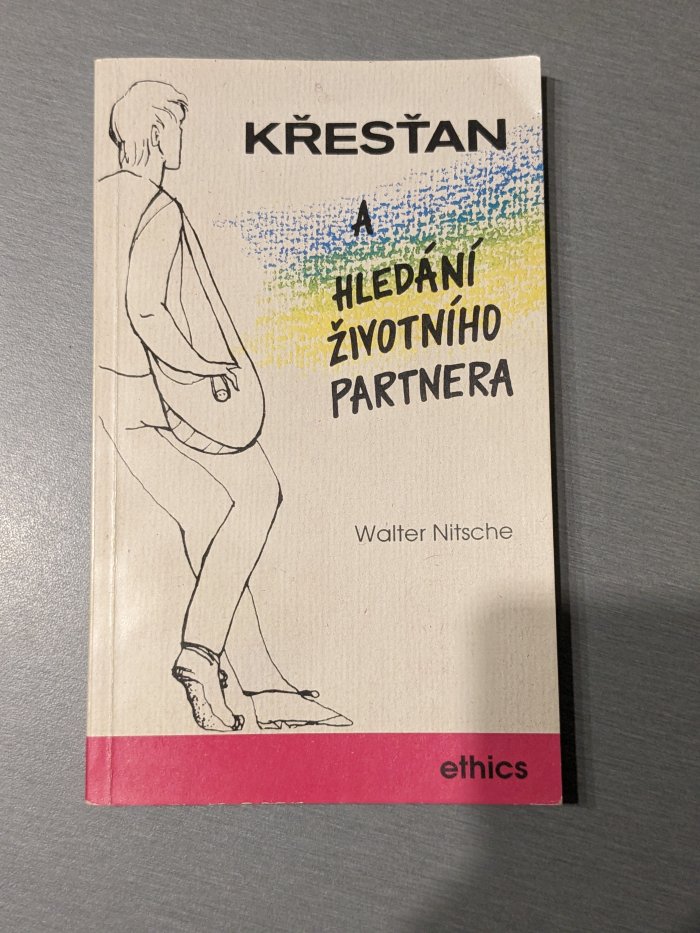 KŘESŤAN
A
HLEDÁNÍ
ŽIVOTNÍHO
PARTNERA
Walter Nitsche
ethics